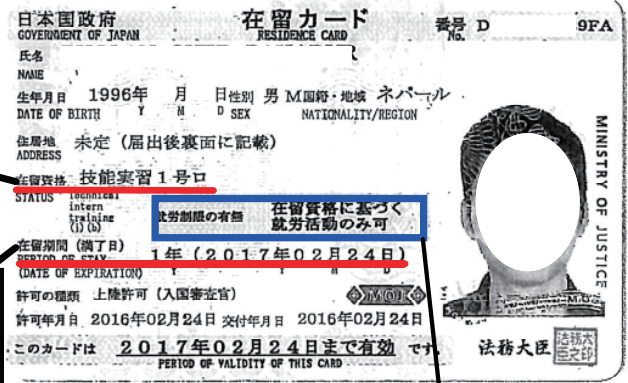 日本国政府 在留カード 番号 D 9FA
GOVERNMENT OF JAPAN RESIDENCE CARD No.
氏名
NAME
生年月日 1996年 月 日 性別 男 M 国籍・地域 ネパール
DATE OF BIRTH Y M D SEX NATIONALITY/REGION
住居地 未定（届出後裏面に記載）
ADDRESS
在留資格 技能実習1号ロ
STATUS Technical
intern
training
(i)(b)
就労制限の有無 在留資格に基づく
就労活動のみ可
在留期間（満了日） 1年（2017年02月24日）
PERIOD OF STAY
(DATE OF EXPIRATION) Y Y M D
許可の種類 上陸許可（入国審査官） MOJ
許可年月日 2016年02月24日 交付年月日 2016年02月24日
このカードは 2017年02月24日まで有効 です。
PERIOD OF VALIDITY OF THIS CARD
MINISTRY OF JUSTICE
法務大臣